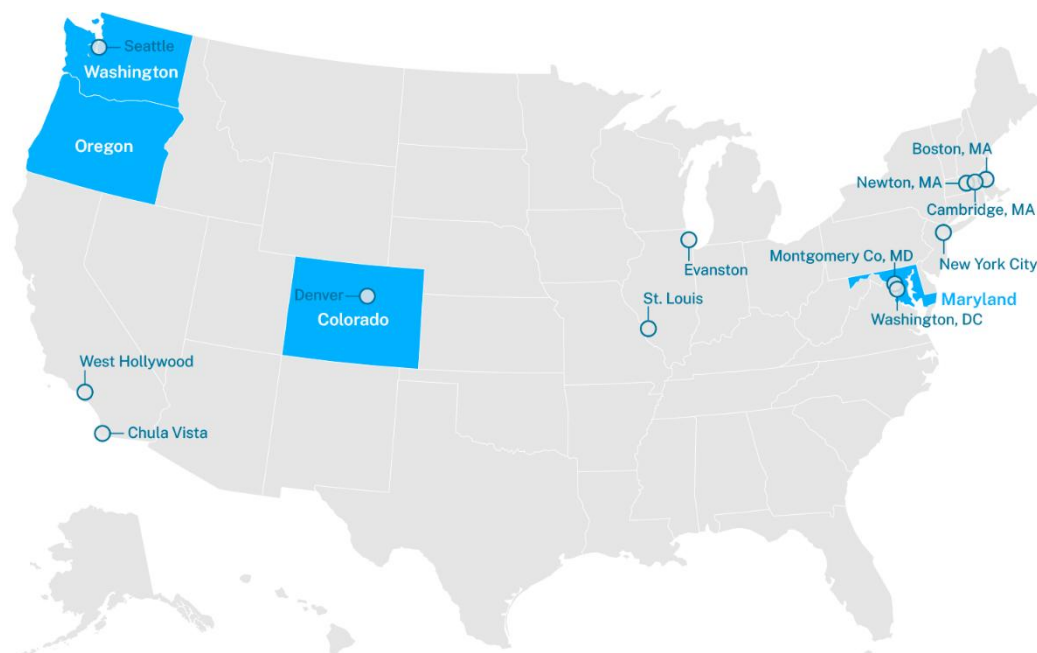 Seattle
Washington
Oregon
Boston, MA
Newton, MA
Cambridge, MA
Evanston
Montgomery Co, MD
New York City
Denver
Colorado
St. Louis
Maryland
Washington, DC
West Hollywood
Chula Vista